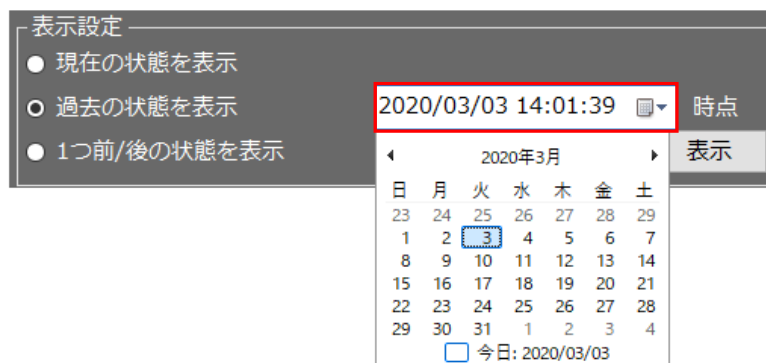 表示設定
現在の状態を表示
過去の状態を表示 2020/03/03 14:01:39 時点
1つ前/後の状態を表示 表示
2020年3月
日 月 火 水 木 金 土
23 24 25 26 27 28 29
1 2 3 4 5 6 7
8 9 10 11 12 13 14
15 16 17 18 19 20 21
22 23 24 25 26 27 28
29 30 31 1 2 3 4
今日: 2020/03/03